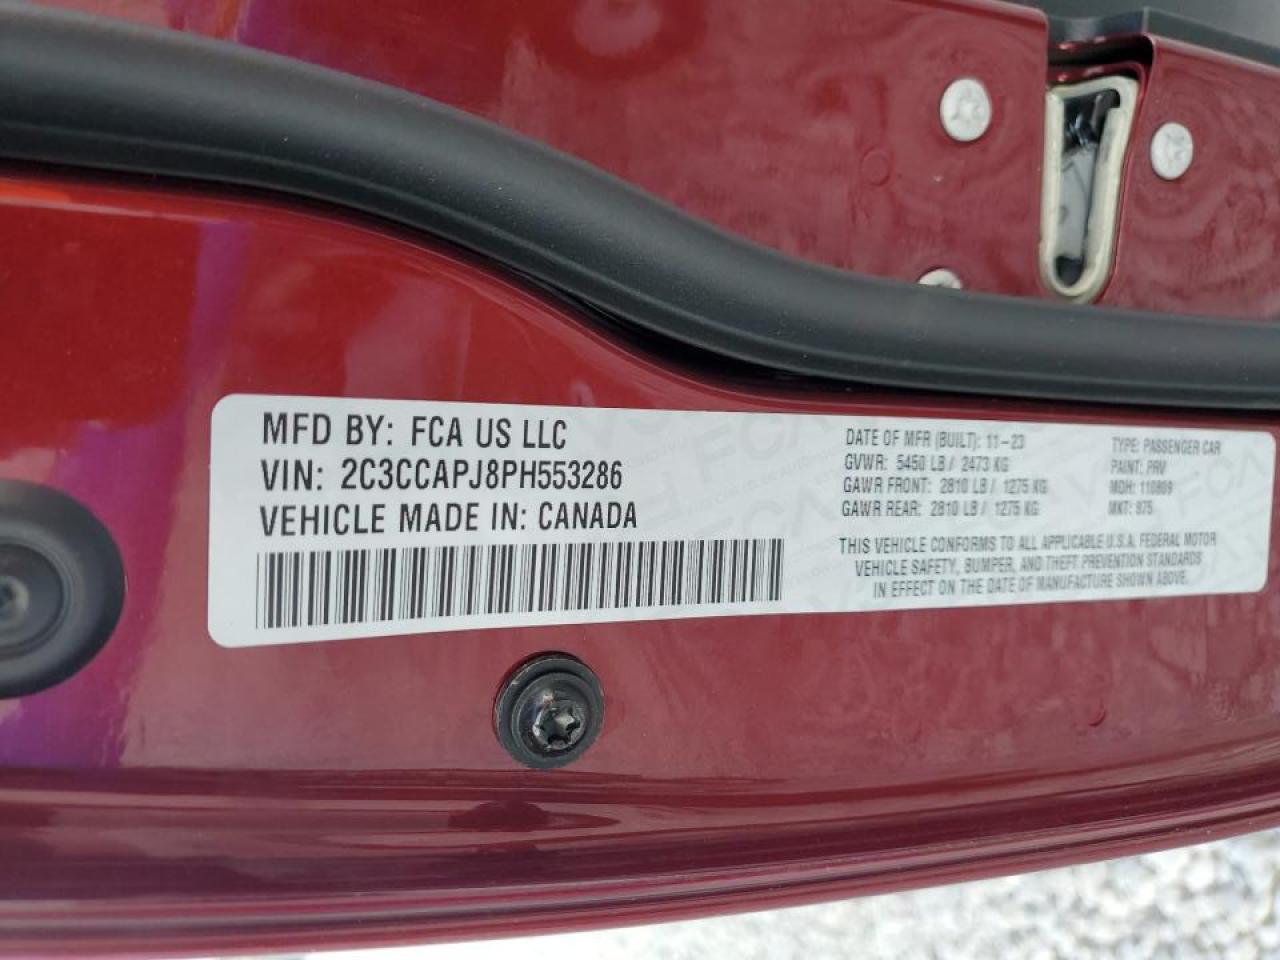 MFD BY: FCA US LLC
VIN: 2C3CCAPJ8PH553286
VEHICLE MADE IN: CANADA
DATE OF MFR (BUILT): 11-23
GVWR: 5450 LB / 2473 KG
GAWR FRONT: 2810 LB / 1275 KG
GAWR REAR: 2810 LB / 1275 KG
TYPE: PASSENGER CAR
PAINT: PRV
MDH: 110809
MKT: 875
THIS VEHICLE CONFORMS TO ALL APPLICABLE U.S.A. FEDERAL MOTOR
VEHICLE SAFETY, BUMPER, AND THEFT PREVENTION STANDARDS
IN EFFECT ON THE DATE OF MANUFACTURE SHOWN ABOVE.